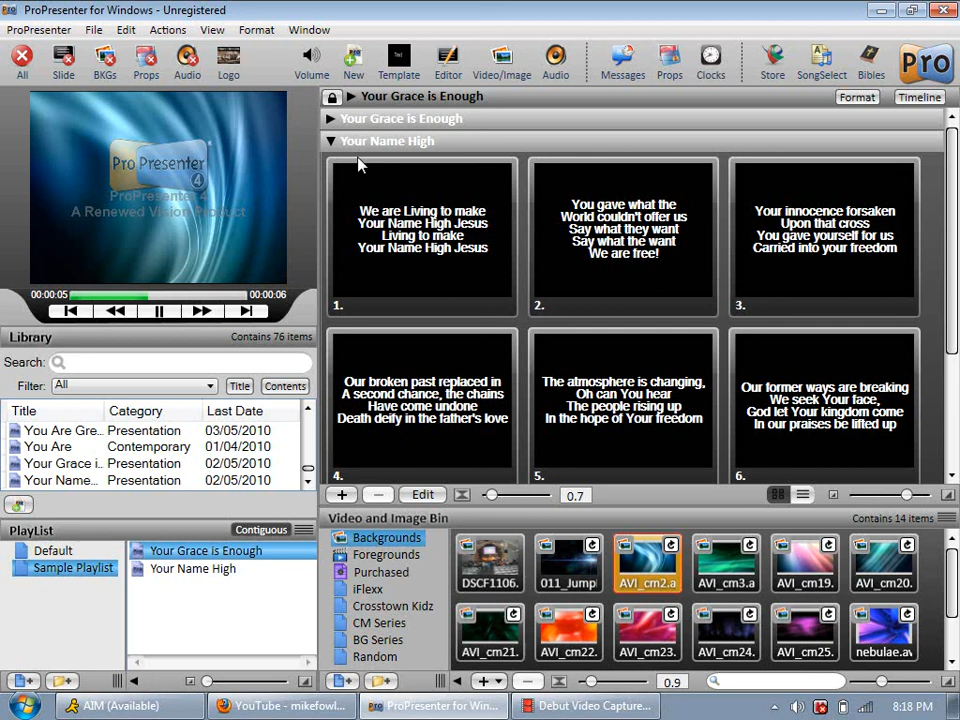 ProPresenter for Windows - Unregistered
ProPresenter File Edit Actions View Format Window
All Slide BKGs Props Audio Logo Volume New Template Editor Video/Image Audio Messages Props Clocks Store SongSelect Bibles
Text
Pro
Your Grace is Enough
Format Timeline
Your Grace is Enough
Your Name High
Pro Presenter
4
ProPresenter 4
A Renewed Vision Product
We are Living to make
Your Name High Jesus
Living to make
Your Name High Jesus
1.
You gave what the
World couldn't offer us
Say what they want
Say what the want
We are free!
2.
Your innocence forsaken
Upon that cross
You gave yourself for us
Carried into your freedom
3.
00:00:05 00:00:06
Library Contains 76 items
Search:
Filter: All Title Contents
Title Category Last Date
You Are Gre... Presentation 03/05/2010
You Are Contemporary 01/04/2010
Your Grace i... Presentation 02/05/2010
Your Name... Presentation 02/05/2010
Our broken past replaced in
A second chance, the chains
Have come undone
Death deify in the father's love
4.
The atmosphere is changing,
Oh can You hear
The people rising up
In the hope of Your freedom
5.
Our former ways are breaking
We seek Your face,
God let Your kingdom come
In our praises be lifted up
6.
Edit 0.7
PlayList Contiguous
Default
Sample Playlist
Your Grace is Enough
Your Name High
Video and Image Bin Contains 14 items
Backgrounds
Foregrounds
Purchased
iFlexx
Crosstown Kidz
CM Series
BG Series
Random
DSCF1106. 011_Jump AVI_cm2.a AVI_cm3.a AVI_cm19. AVI_cm20.
AVI_cm21. AVI_cm22. AVI_cm23. AVI_cm24. AVI_cm25. nebulae.av
0.9
AIM (Available) YouTube - mikefowl... ProPresenter for Win... Debut Video Capture... 8:18 PM